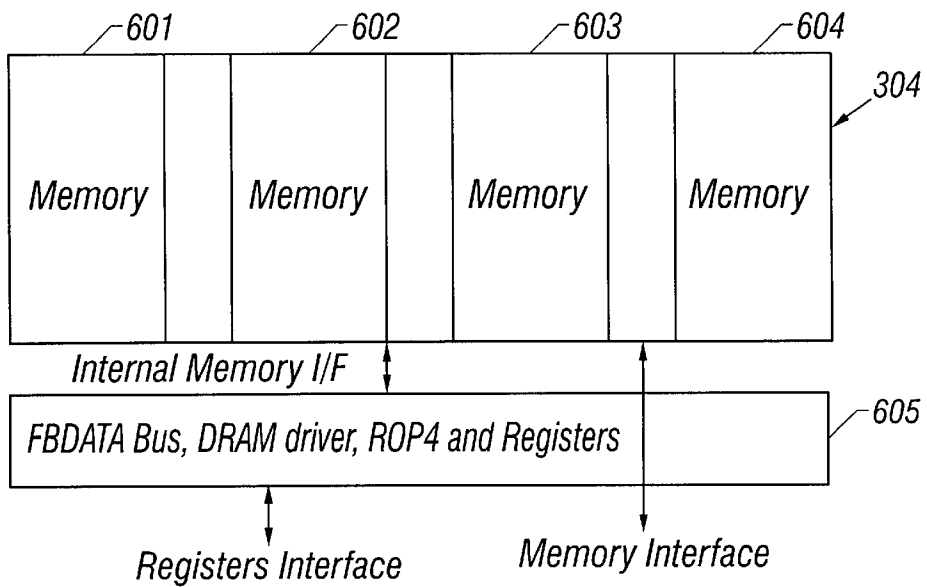 601 602 603 604
304
Memory Memory Memory Memory
Internal Memory I/F
605
FBDATA Bus, DRAM driver, ROP4 and Registers
Registers Interface Memory Interface